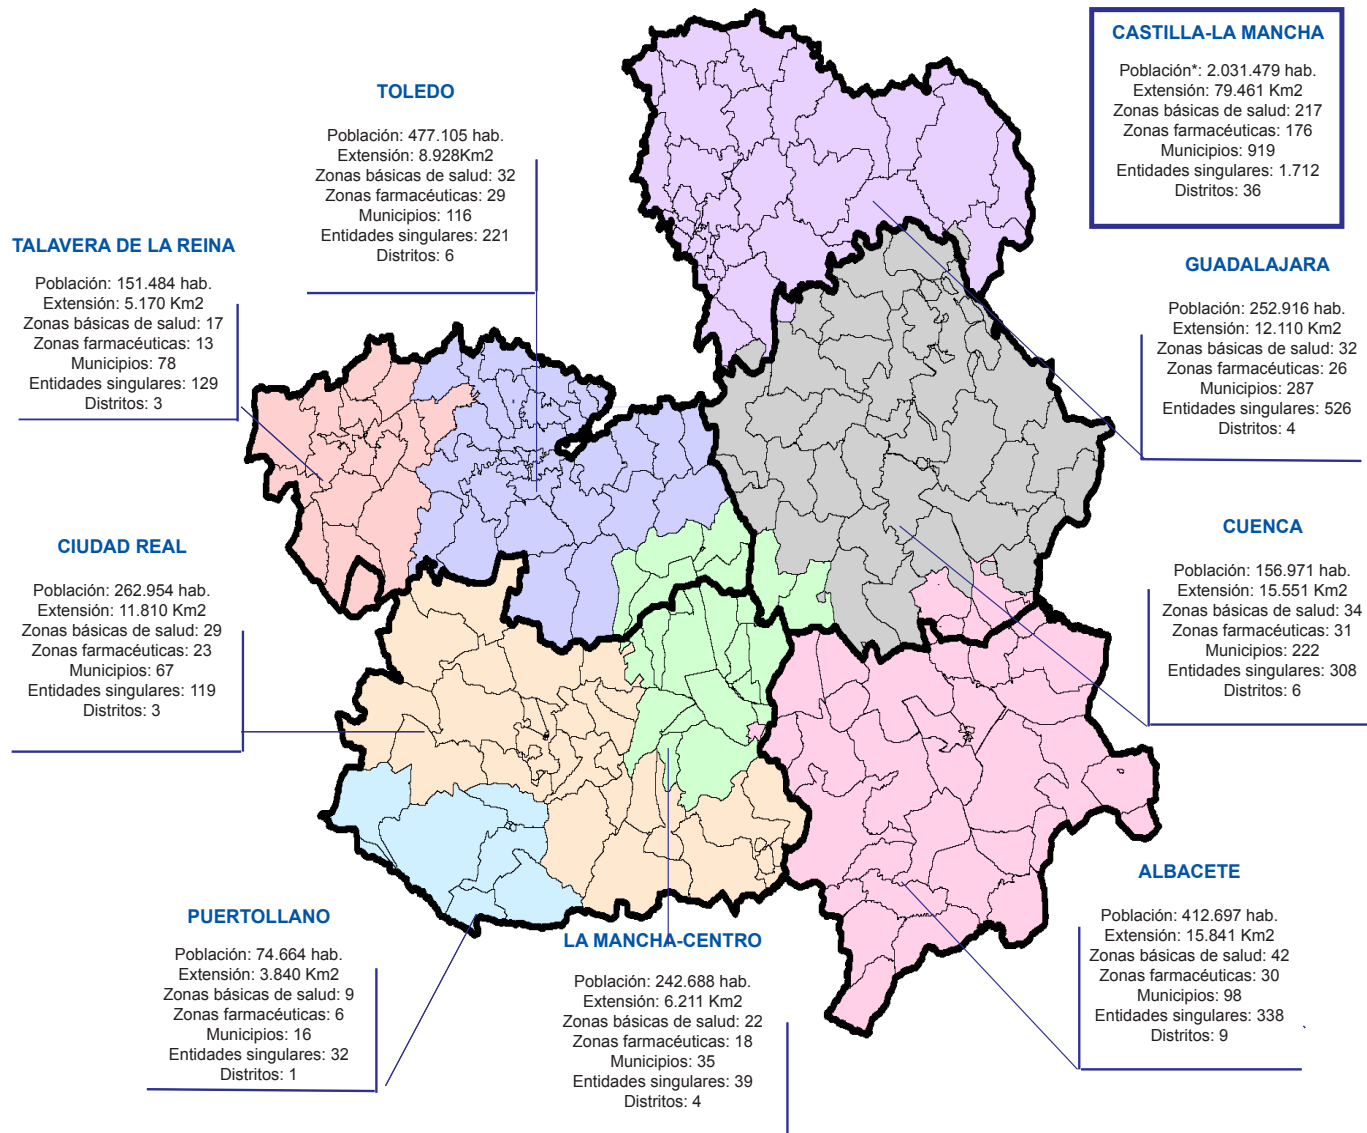 CASTILLA-LA MANCHA
Población*: 2.031.479 hab.
Extensión: 79.461 Km2
Zonas básicas de salud: 217
Zonas farmacéuticas: 176
Municipios: 919
Entidades singulares: 1.712
Distritos: 36
TOLEDO
Población: 477.105 hab.
Extensión: 8.928Km2
Zonas básicas de salud: 32
Zonas farmacéuticas: 29
Municipios: 116
Entidades singulares: 221
Distritos: 6
TALAVERA DE LA REINA
Población: 151.484 hab.
Extensión: 5.170 Km2
Zonas básicas de salud: 17
Zonas farmacéuticas: 13
Municipios: 78
Entidades singulares: 129
Distritos: 3
GUADALAJARA
Población: 252.916 hab.
Extensión: 12.110 Km2
Zonas básicas de salud: 32
Zonas farmacéuticas: 26
Municipios: 287
Entidades singulares: 526
Distritos: 4
CIUDAD REAL
Población: 262.954 hab.
Extensión: 11.810 Km2
Zonas básicas de salud: 29
Zonas farmacéuticas: 23
Municipios: 67
Entidades singulares: 119
Distritos: 3
CUENCA
Población: 156.971 hab.
Extensión: 15.551 Km2
Zonas básicas de salud: 34
Zonas farmacéuticas: 31
Municipios: 222
Entidades singulares: 308
Distritos: 6
PUERTOLLANO
Población: 74.664 hab.
Extensión: 3.840 Km2
Zonas básicas de salud: 9
Zonas farmacéuticas: 6
Municipios: 16
Entidades singulares: 32
Distritos: 1
LA MANCHA-CENTRO
Población: 242.688 hab.
Extensión: 6.211 Km2
Zonas básicas de salud: 22
Zonas farmacéuticas: 18
Municipios: 35
Entidades singulares: 39
Distritos: 4
ALBACETE
Población: 412.697 hab.
Extensión: 15.841 Km2
Zonas básicas de salud: 42
Zonas farmacéuticas: 30
Municipios: 98
Entidades singulares: 338
Distritos: 9